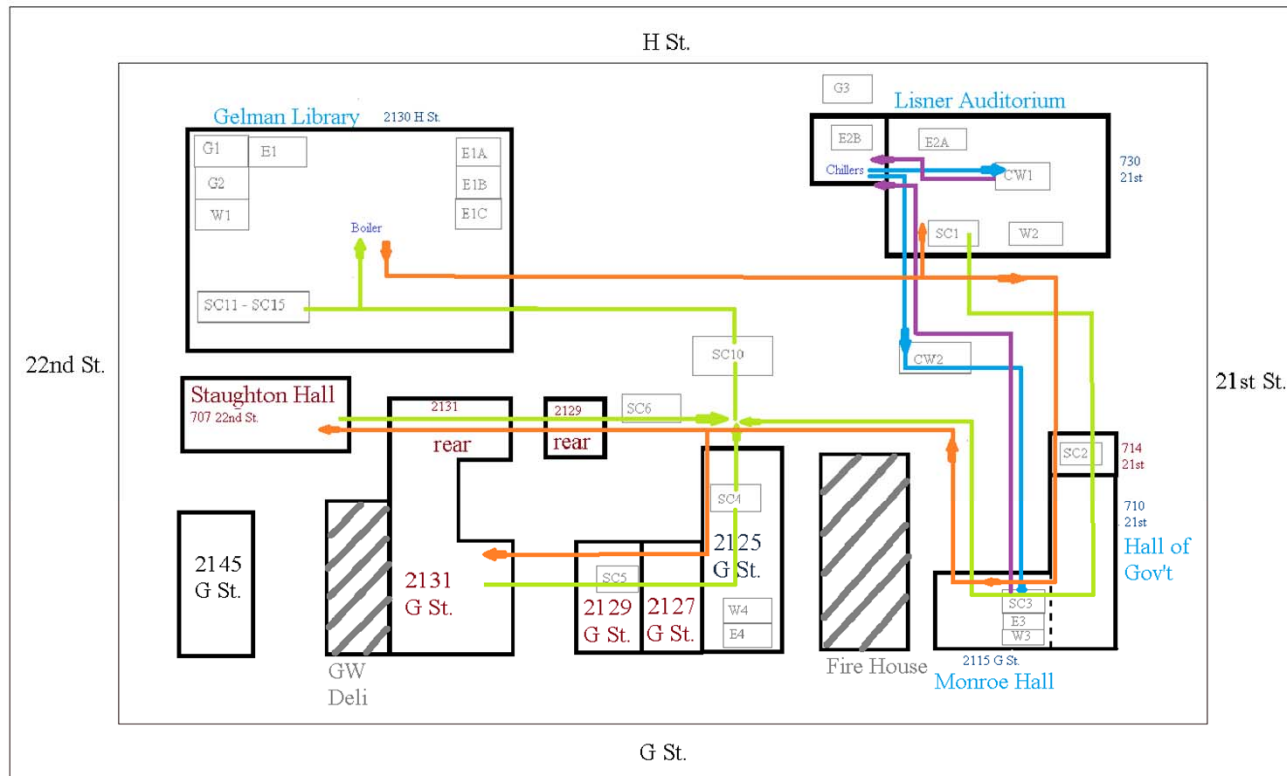 H St.
G3
Gelman Library
2130 H St.
Lisner Auditorium
G1
E1
E1A
E2B
E2A
G2
E1B
Chillers
CW1
730
21st
W1
E1C
Boiler
SC1
W2
SC11 - SC15
SC10
CW2
22nd St.
21st St.
Staughton Hall
707 22nd St.
2131
rear
2129
rear
SC6
SC2
714
21st
SC4
710
21st
Hall of
Gov't
2145
G St.
2131
G St.
SC5
2129
G St.
2127
G St.
2125
G St.
W4
E4
SC3
E3
W3
GW
Deli
Fire House
2115 G St.
Monroe Hall
G St.